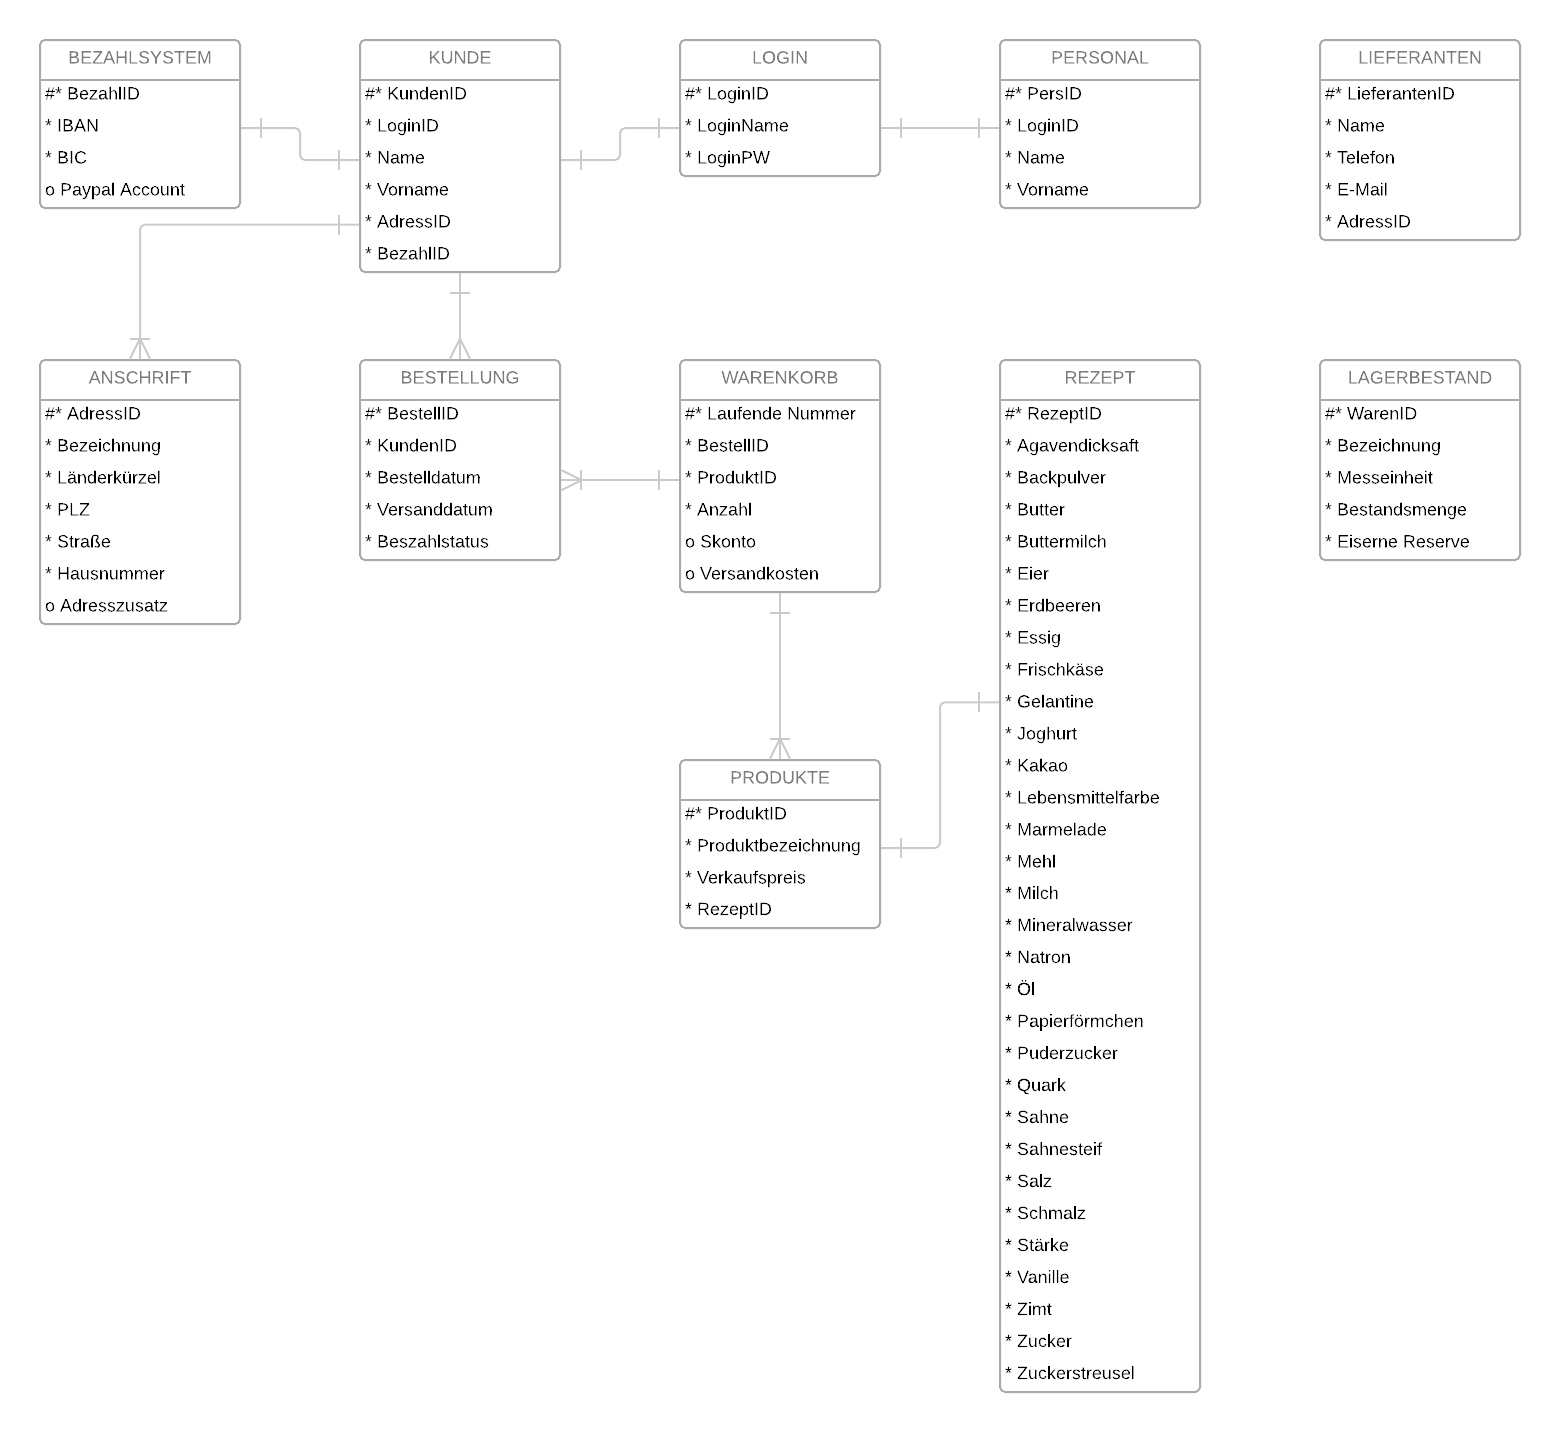 BEZAHLSYSTEM
#* BezahlID
* IBAN
* BIC
o Paypal Account
KUNDE
#* KundenID
* LoginID
* Name
* Vorname
* AdressID
* BezahlID
LOGIN
#* LoginID
* LoginName
* LoginPW
PERSONAL
#* PersID
* LoginID
* Name
* Vorname
LIEFERANTEN
#* LieferantenID
* Name
* Telefon
* E-Mail
* AdressID
ANSCHRIFT
#* AdressID
* Bezeichnung
* Länderkürzel
* PLZ
* Straße
* Hausnummer
o Adresszusatz
BESTELLUNG
#* BestellID
* KundenID
* Bestelldatum
* Versanddatum
* Beszahlstatus
WARENKORB
#* Laufende Nummer
* BestellID
* ProduktID
* Anzahl
o Skonto
o Versandkosten
REZEPT
#* RezeptID
* Agavendicksaft
* Backpulver
* Butter
* Buttermilch
* Eier
* Erdbeeren
* Essig
* Frischkäse
* Gelantine
* Joghurt
* Kakao
* Lebensmittelfarbe
* Marmelade
* Mehl
* Milch
* Mineralwasser
* Natron
* Öl
* Papierförmchen
* Puderzucker
* Quark
* Sahne
* Sahnesteif
* Salz
* Schmalz
* Stärke
* Vanille
* Zimt
* Zucker
* Zuckerstreusel
LAGERBESTAND
#* WarenID
* Bezeichnung
* Messeinheit
* Bestandsmenge
* Eiserne Reserve
PRODUKTE
#* ProduktID
* Produktbezeichnung
* Verkaufspreis
* RezeptID